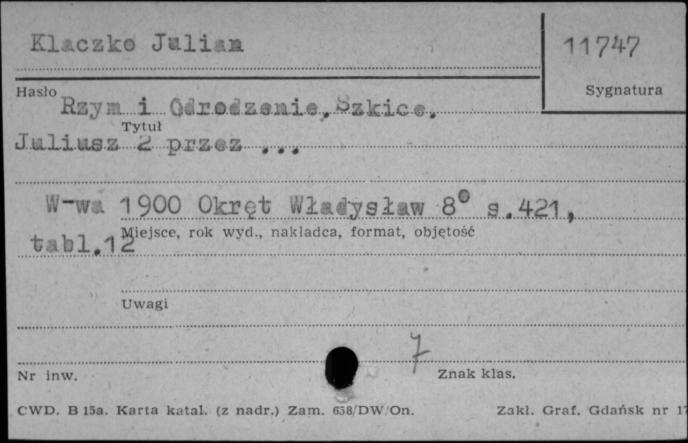 Klaczko Julian
11747
Sygnatura
Hasło
Rzym i Odrodzenie. Szkice.
Tytuł
Juliusz 2 przez ...
W-wa 1900 Okręt Władysław 8° s.421,
Miejsce, rok wyd., nakładca, format, objętość
tabl.12
Uwagi
7
Nr inw.
Znak klas.
CWD. B 15a. Karta katal. (z nadr.) Zam. 658/DW/On.
Zakł. Graf. Gdańsk nr